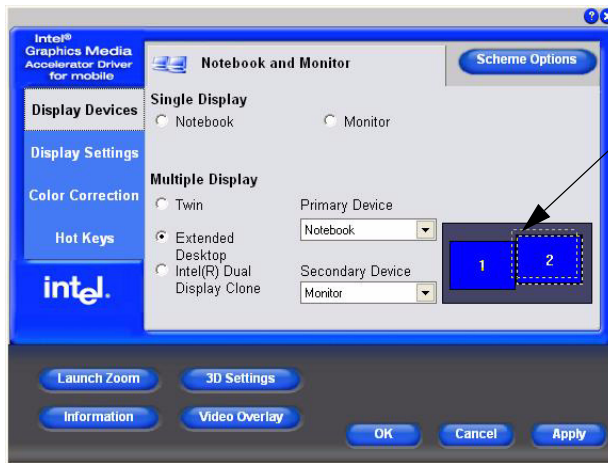 Intel®
Graphics Media
Accelerator Driver
for mobile
Notebook and Monitor
Scheme Options
Display Devices
Display Settings
Color Correction
Hot Keys
intel.
Single Display
Notebook
Monitor
Multiple Display
Twin
Extended
Desktop
Intel(R) Dual
Display Clone
Primary Device
Notebook
Secondary Device
Monitor
1
2
Launch Zoom
3D Settings
Information
Video Overlay
OK
Cancel
Apply